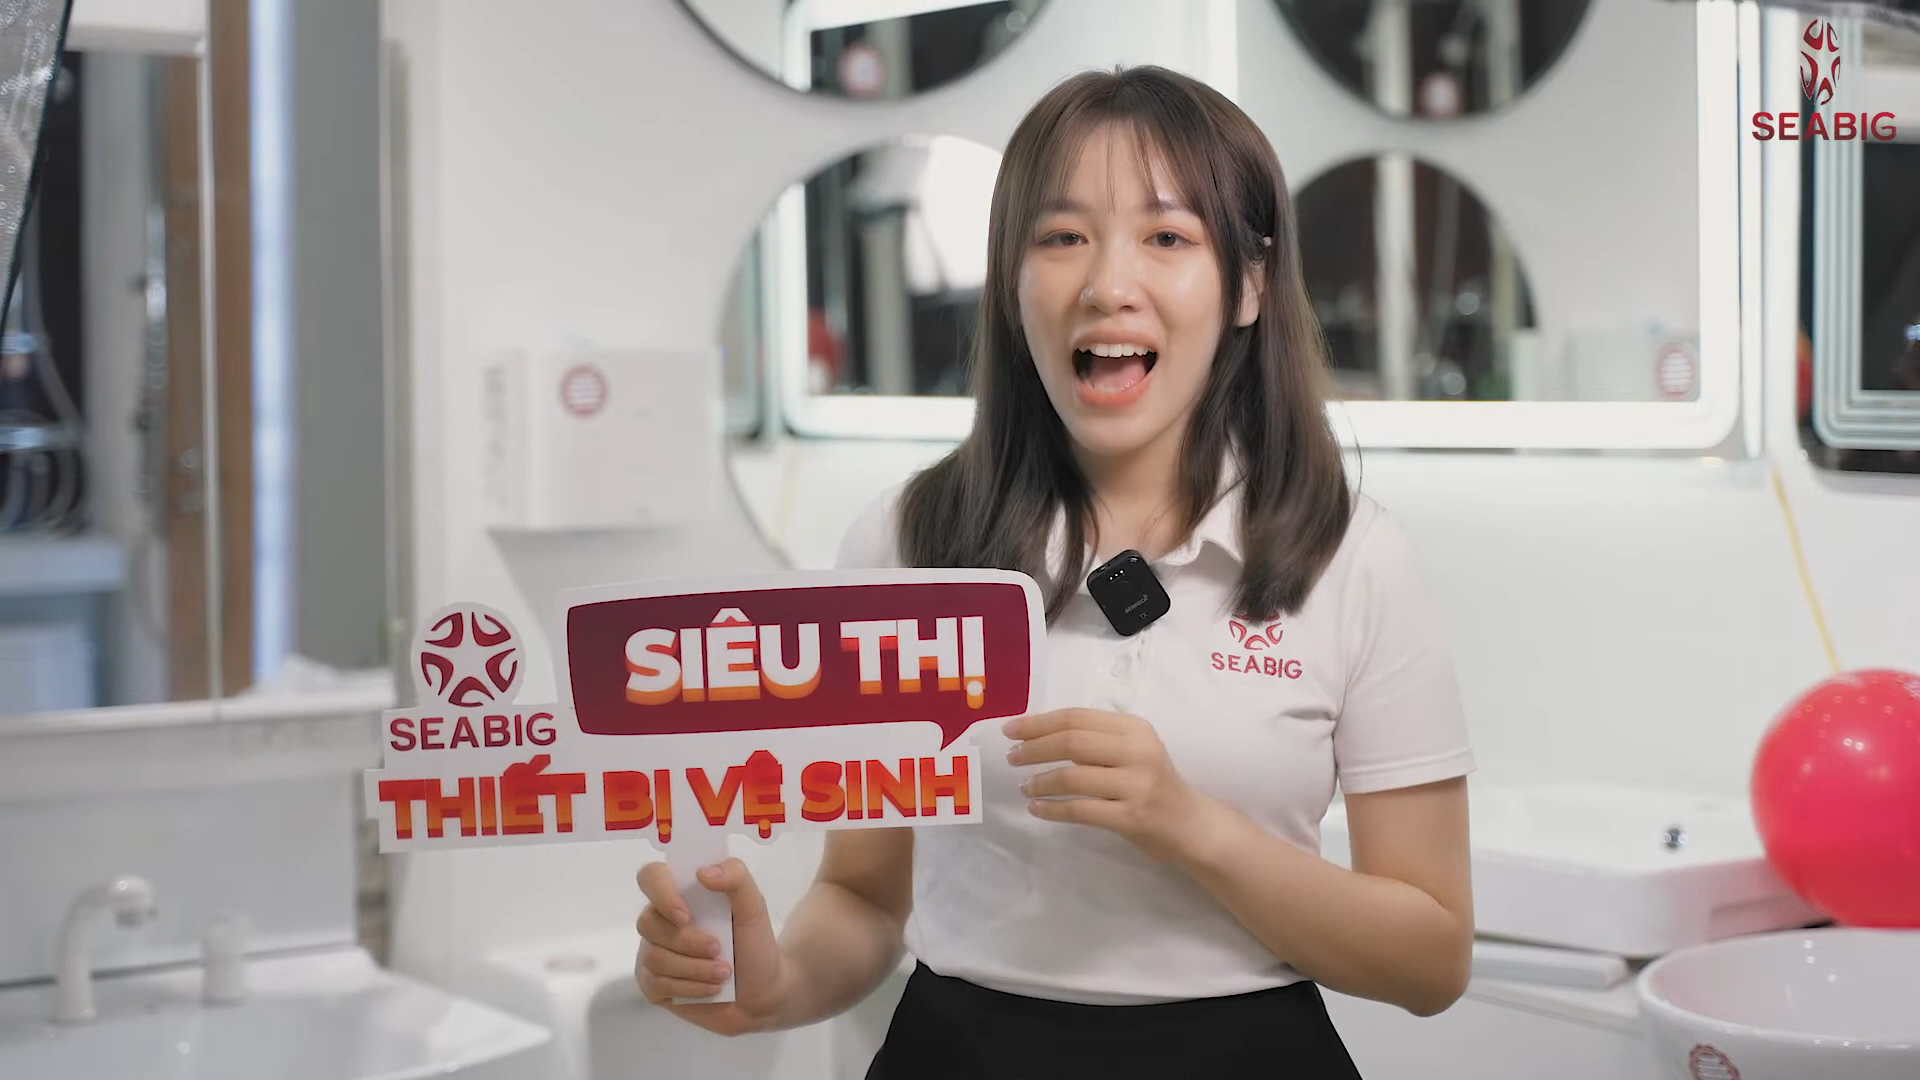 SEABIG
SIÊU THỊ
SEABIG
THIẾT BỊ VỆ SINH
SEABIG